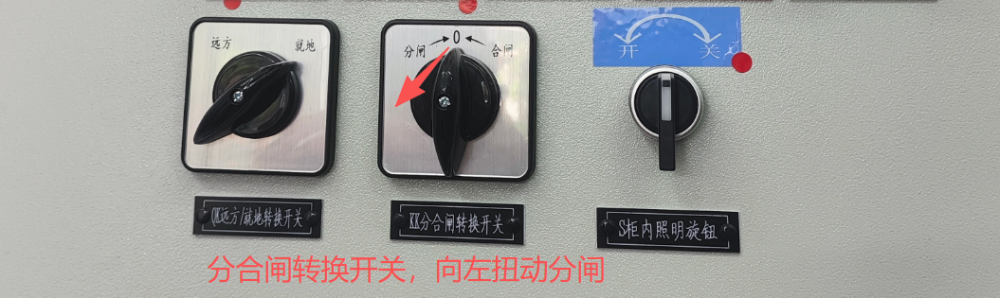 远方
就地
分闸
0
合闸
开
关
QK远方/就地转换开关
KK分合闸转换开关
S柜内照明旋钮
分合闸转换开关，向左扭动分闸